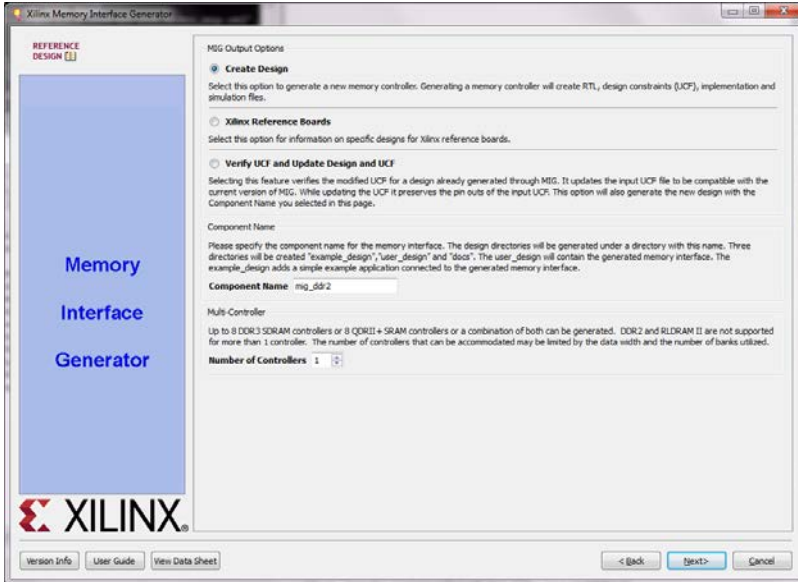 Xilinx Memory Interface Generator
REFERENCE
DESIGN
MIG Output Options
Create Design
Select this option to generate a new memory controller. Generating a memory controller will create RTL, design constraints (UCF), implementation and
simulation files.
Xilinx Reference Boards
Select this option for information on specific designs for Xilinx reference boards.
Verify UCF and Update Design and UCF
Selecting this feature verifies the modified UCF for a design already generated through MIG. It updates the input UCF file to be compatible with the
current version of MIG. While updating the UCF it preserves the pin outs of the input UCF. This option will also generate the new design with the
Component Name you selected in this page.
Component Name
Please specify the component name for the memory interface. The design directories will be generated under a directory with this name. Three
directories will be created "example_design","user_design" and "docs". The user_design will contain the generated memory interface. The
example_design adds a simple example application connected to the generated memory interface.
Component Name mig_ddr2
Multi-Controller
Up to 8 DDR3 SDRAM controllers or 8 QDRII+ SRAM controllers or a combination of both can be generated. DDR2 and RLDRAM II are not supported
for more than 1 controller. The number of controllers that can be accommodated may be limited by the data width and the number of banks utilized.
Number of Controllers 1
Memory
Interface
Generator
XILINX®
Version Info
User Guide
View Data Sheet
< Back
Next>
Cancel